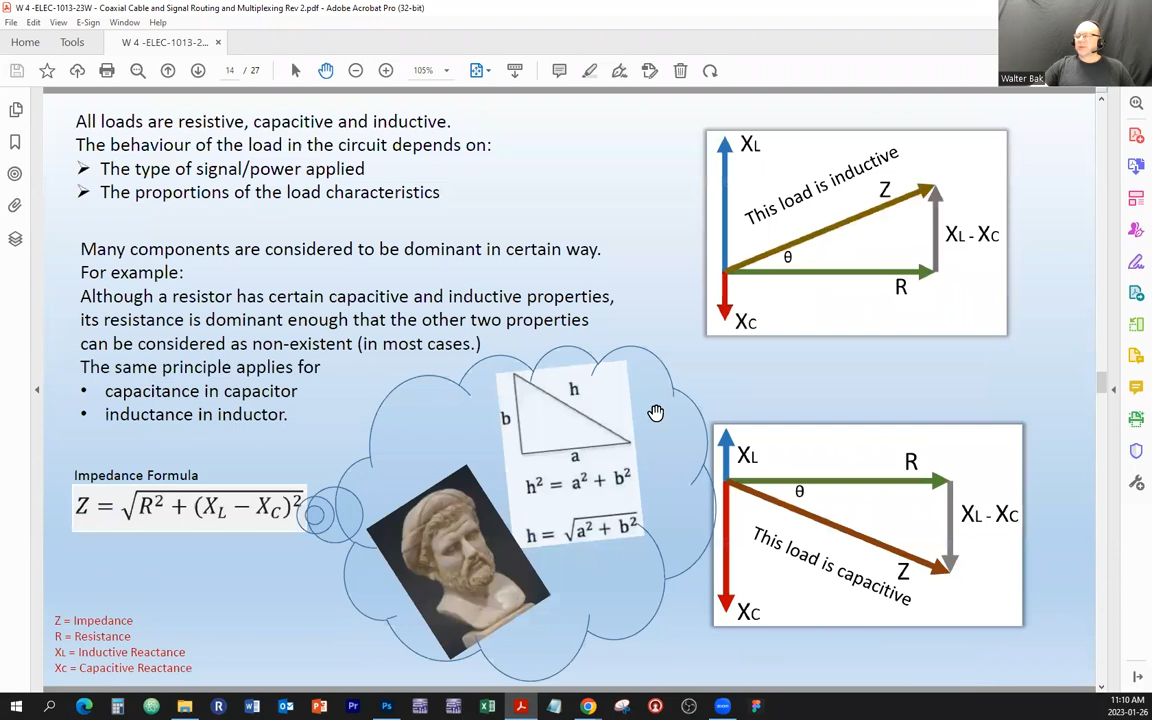 W 4 -ELEC-1013-23W - Coaxial Cable and Signal Routing and Multiplexing Rev 2.pdf - Adobe Acrobat Pro (32-bit)
File Edit View E-Sign Window Help
Home Tools W 4 -ELEC-1013-2... ×
14 / 27 105%
Walter Bak
All loads are resistive, capacitive and inductive.
The behaviour of the load in the circuit depends on:
➢ The type of signal/power applied
➢ The proportions of the load characteristics
Many components are considered to be dominant in certain way.
For example:
Although a resistor has certain capacitive and inductive properties,
its resistance is dominant enough that the other two properties
can be considered as non-existent (in most cases.)
The same principle applies for
• capacitance in capacitor
• inductance in inductor.
Impedance Formula
Z = √R² + (X_L − X_C)²
Z = Impedance
R = Resistance
XL = Inductive Reactance
XC = Capacitive Reactance
h
b
a
h² = a² + b²
h = √a² + b²
XL
This load is inductive
Z
XL - XC
θ
R
XC
XL
R
θ
XL - XC
This load is capacitive
Z
XC
11:10 AM
2023-01-26